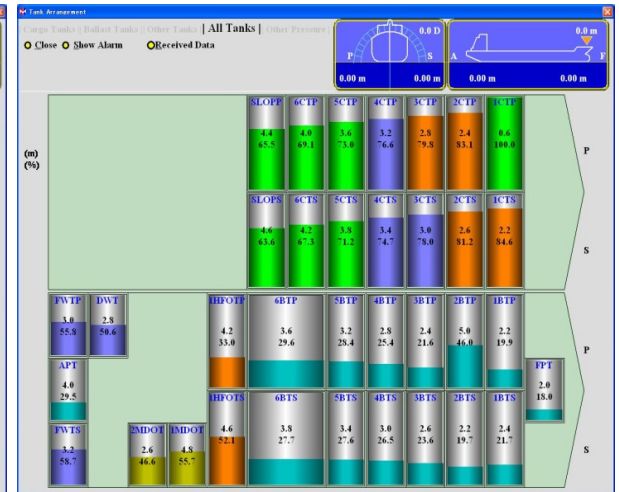 Tank Arrangement
Cargo Tanks || Ballast Tanks || Other Tanks || All Tanks || Other Pressure |
Close Show Alarm Received Data
0.0 D
P S
0.00 m 0.00 m
0.0 m
A F
0.00 m 0.00 m
(m)
(%)
SLOPP 6CTP 5CTP 4CTP 3CTP 2CTP 1CTP
4.4 4.0 3.6 3.2 2.8 2.4 0.6
65.5 69.1 73.0 76.6 79.8 83.1 100.0
P
SLOPS 6CTS 5CTS 4CTS 3CTS 2CTS 1CTS
4.6 4.2 3.8 3.4 3.0 2.6 2.2
63.6 67.3 71.2 74.7 78.0 81.2 84.6
S
FWTP DWT 1HFOTP 6BTP 5BTP 4BTP 3BTP 2BTP 1BTP
3.0 2.8 4.2 3.6 3.2 2.8 2.4 5.0 2.2
55.8 50.6 33.0 29.6 28.4 25.4 21.6 46.0 19.9
P
APT FPT
4.0 2.0
29.5 18.0
1HFOTS 6BTS 5BTS 4BTS 3BTS 2BTS 1BTS
4.6 3.8 3.4 3.0 2.6 2.2 2.4
52.1 27.7 27.6 26.5 23.6 19.7 21.7
FWTS 2MDOT 1MDOT
3.2 2.6 4.8
58.7 46.6 55.7
S